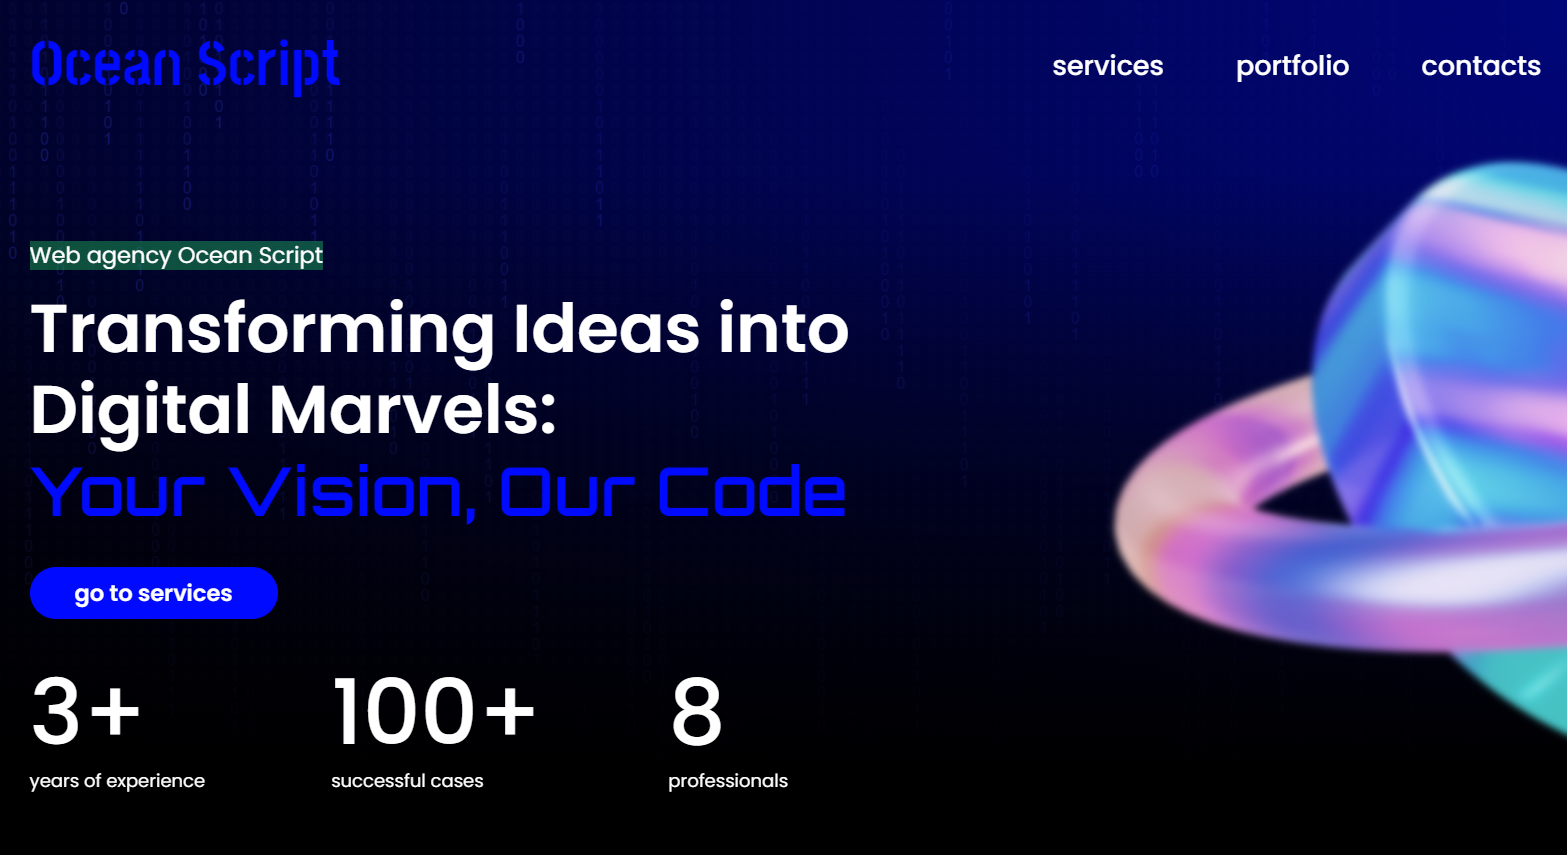 Ocean Script
services portfolio contacts
Web agency Ocean Script
Transforming Ideas into
Digital Marvels:
Your Vision, Our Code
go to services
3+ 100+ 8
years of experience successful cases professionals